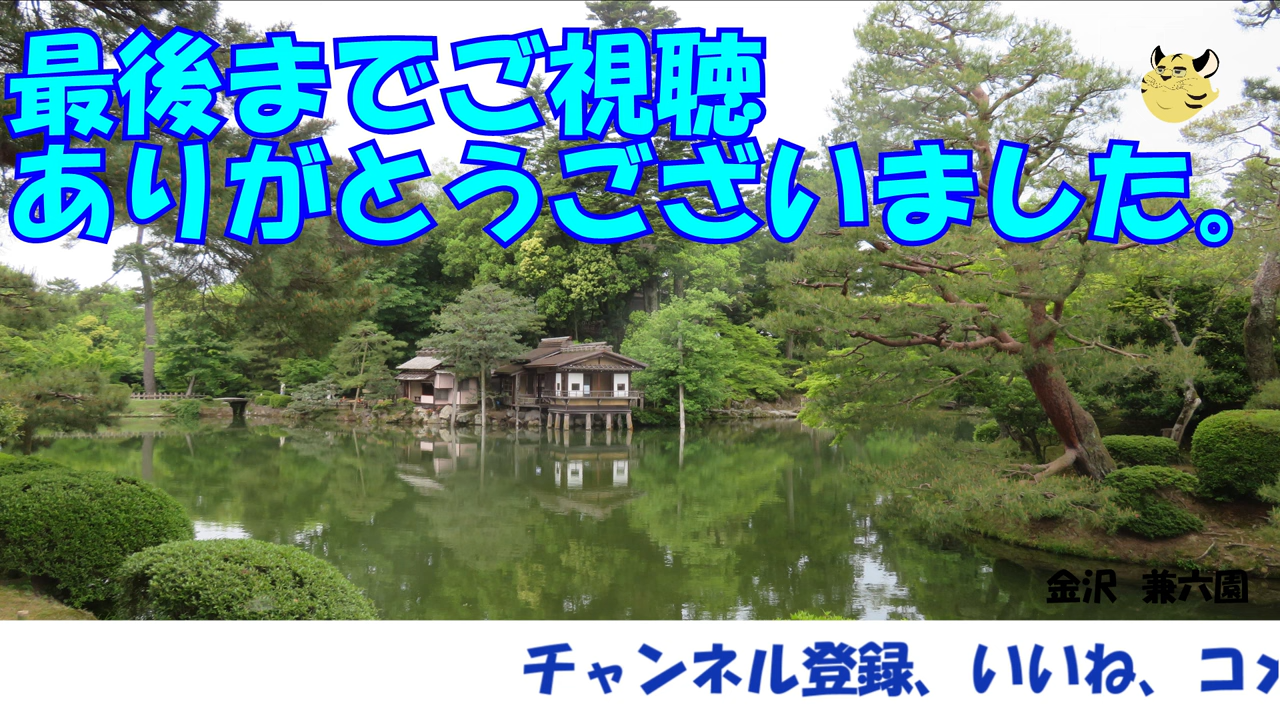 最後までご視聴
ありがとうございました。
金沢 兼六園
チャンネル登録、いいね、コメ